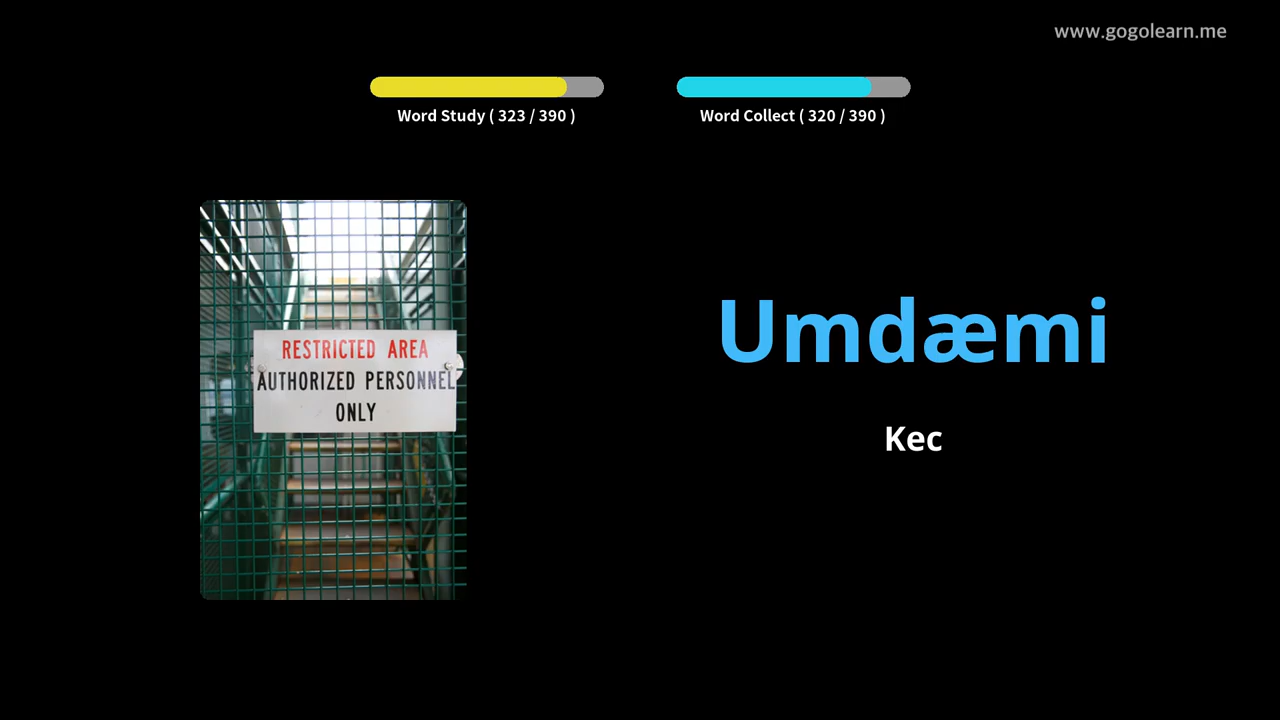 www.gogolearn.me
Word Study ( 323 / 390 )
Word Collect ( 320 / 390 )
RESTRICTED AREA
AUTHORIZED PERSONNEL
ONLY
Umdæmi
Kec